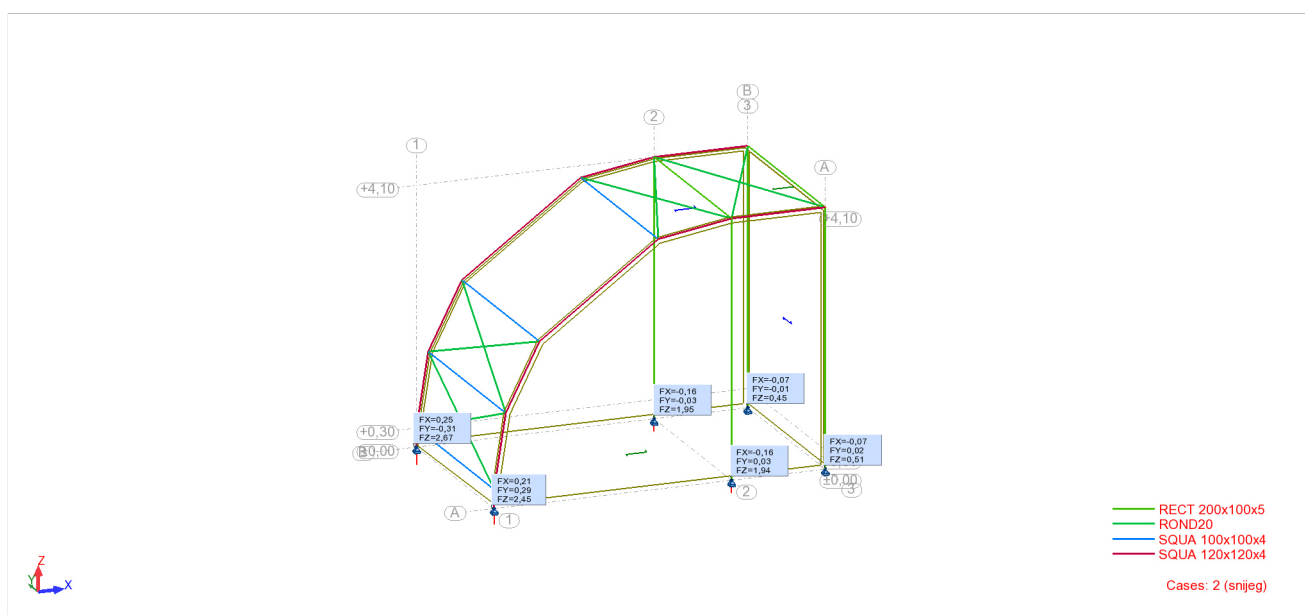 B
3
2
1
A
+4,10
+4,10
FX=-0,07
FY=-0,01
FZ=0,45
FX=-0,16
FY=-0,03
FZ=1,95
FX=0,25
FY=-0,31
FZ=2,67
+0,30
B
±0,00
FX=-0,07
FY=0,02
FZ=0,51
FX=-0,16
FY=0,03
FZ=1,94
±0,00
3
2
FX=0,21
FY=0,29
FZ=2,45
A
1
RECT 200x100x5
ROND20
SQUA 100x100x4
SQUA 120x120x4
Cases: 2 (snijeg)
Z
Y
X